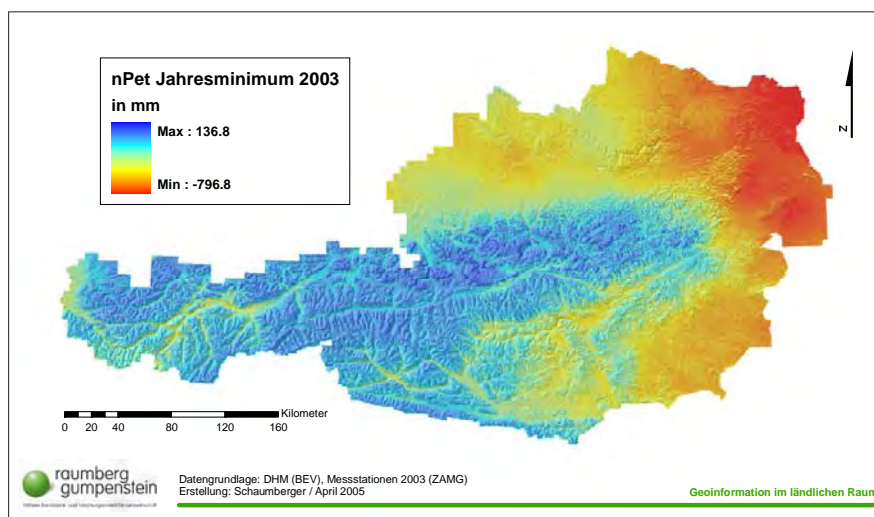 nPet Jahresminimum 2003
in mm
Max : 136.8
Min : -796.8
N
Kilometer
0 10 20 40 80 120 160
raumberg
gumpenstein
Datengrundlage: DHM (BEV), Messstationen 2003 (ZAMG)
Erstellung: Schaumberger / April 2005
Geoinformation im ländlichen Raum